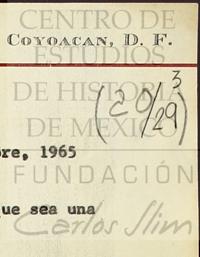 CENTRO DE
COYOACAN, D. F.
ESTUDIOS
DE HISTORIA
(20/29 3)
DE MEXICO
re, 1965
FUNDACIÓN
ue sea una
Carlos Slim